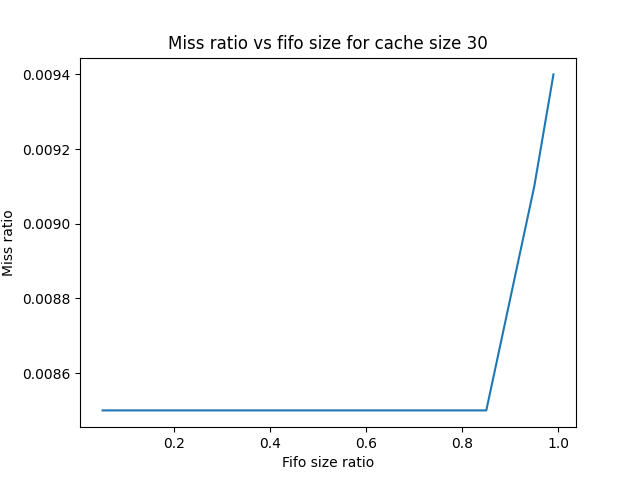 Miss ratio vs fifo size for cache size 30
0.0094
0.0092
0.0090
0.0088
0.0086
Miss ratio
0.2 0.4 0.6 0.8 1.0
Fifo size ratio